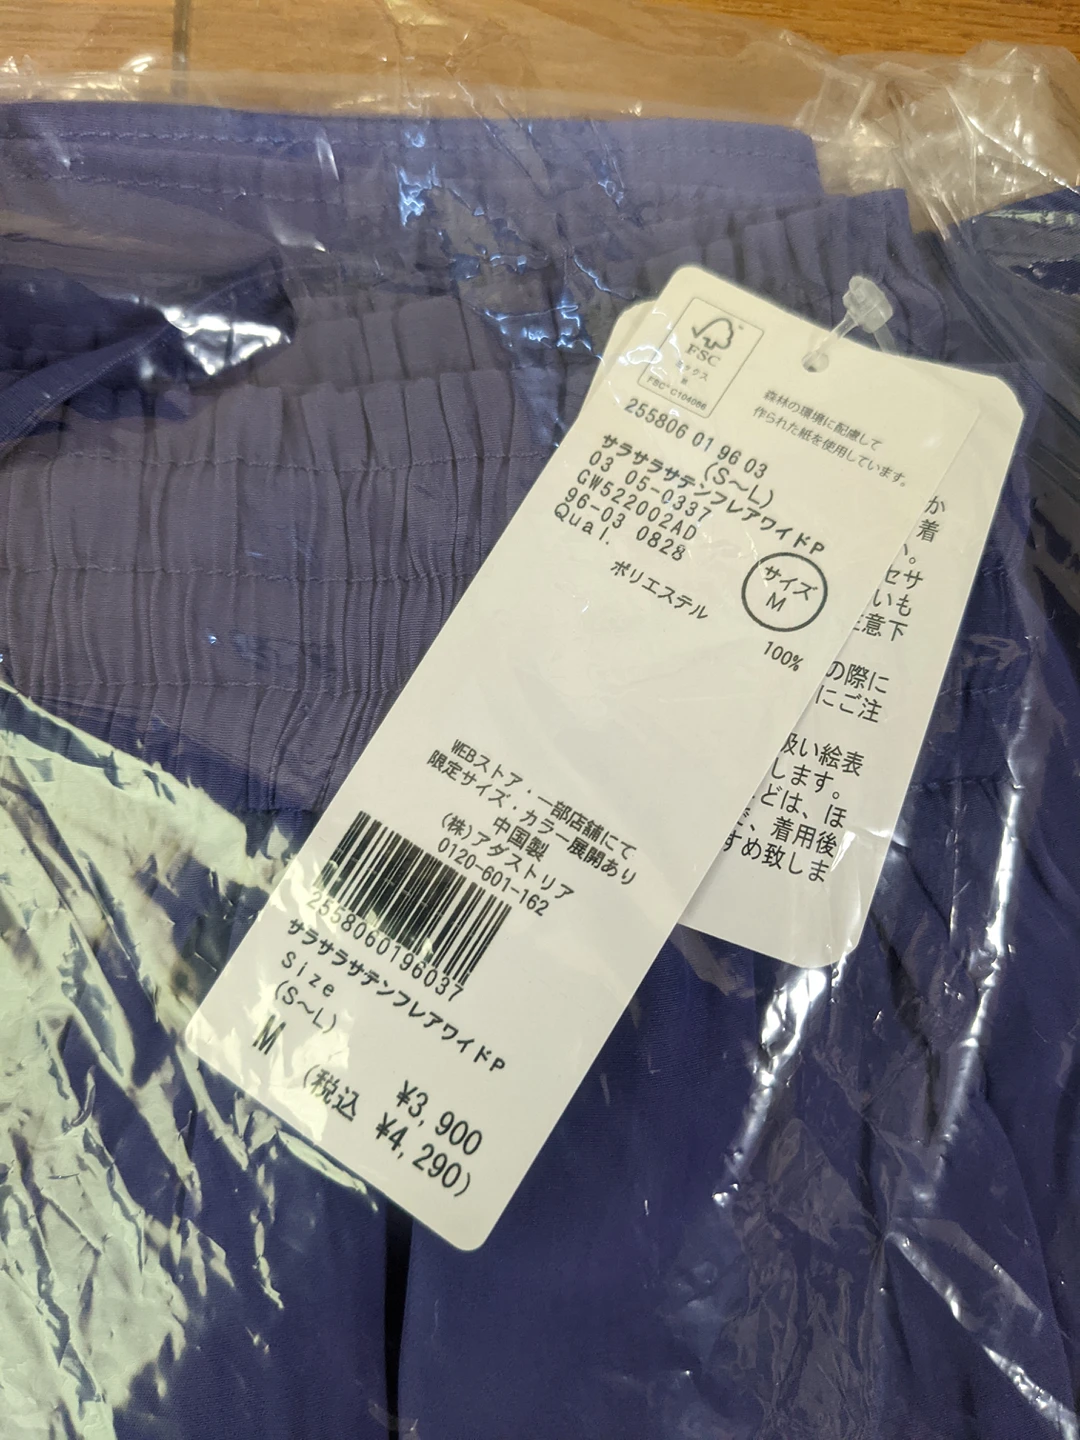 FSC
ミックス
紙
FSC® C104086
森林の環境に配慮して
作られた紙を使用しています。
255806 01 96 03
(S～L)
サラサラサテンフレアワイドP
03 05-0337
GW522002AD
96-03 0828
Qual.
サイズ
M
ポリエステル 100%
WEBストア・一部店舗にて
限定サイズ・カラー展開あり
中国製
(株)アダストリア
0120-601-162
2558060196037
サラサラサテンフレアワイドP
Size
(S～L)
M
¥3,900
(税込 ¥4,290)
か
着
い。
セサ
いも
注意下
の際に
にご注
扱い絵表
します。
どは、ほ
ど、着用後
すめ致しま